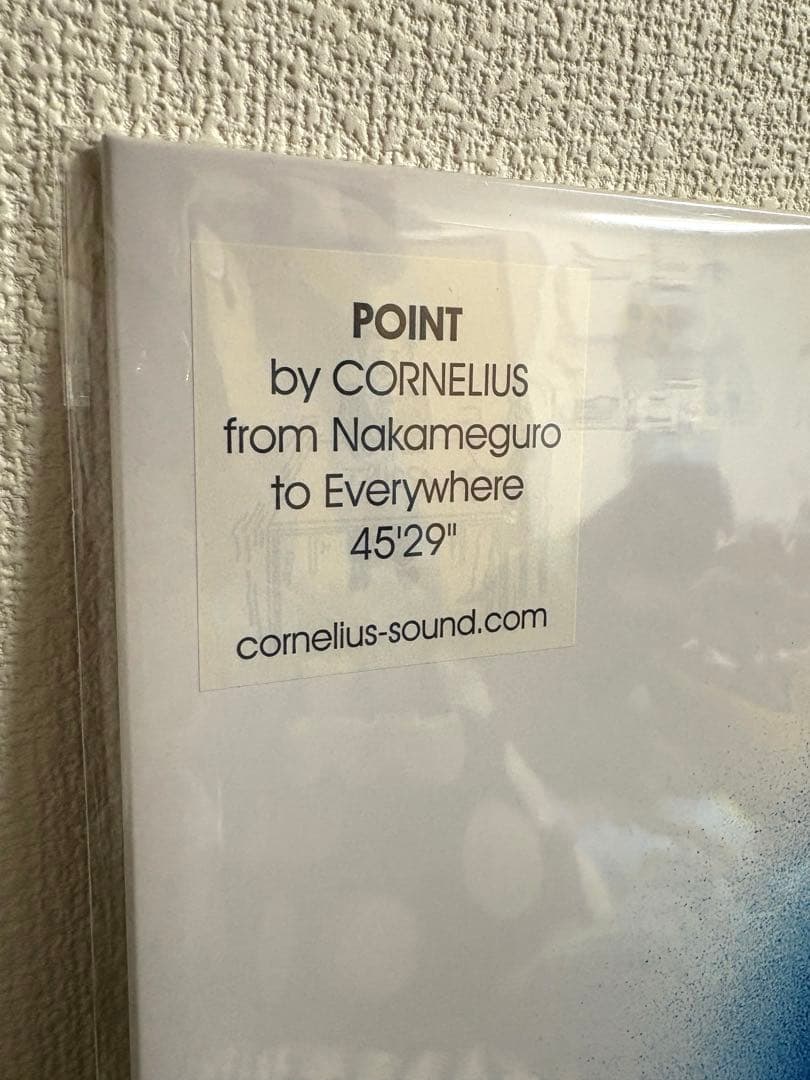 POINT
by CORNELIUS
from Nakameguro
to Everywhere
45'29"
cornelius-sound.com